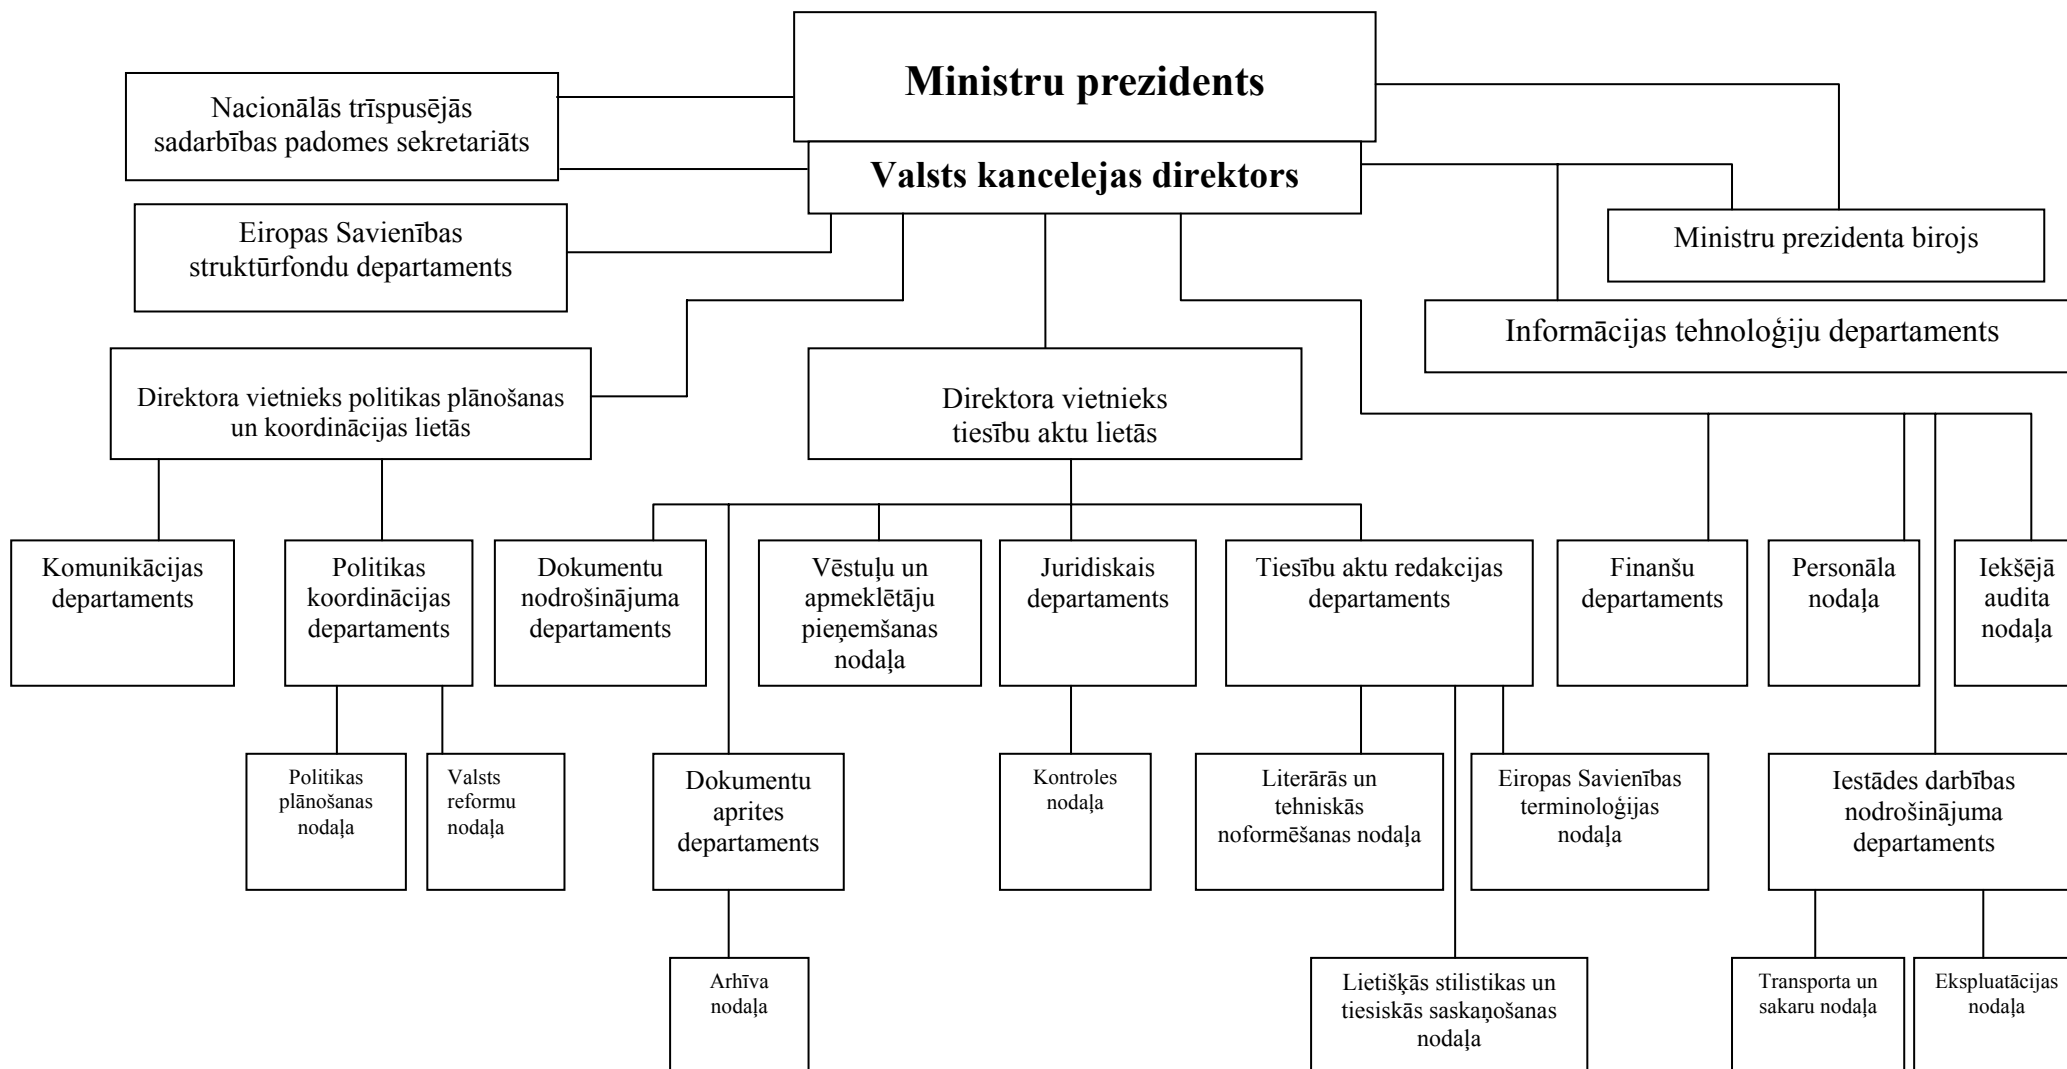 Ministru prezidents
Nacionālās trīspusējās
sadarbības padomes sekretariāts
Valsts kancelejas direktors
Eiropas Savienības
struktūrfondu departaments
Ministru prezidenta birojs
Informācijas tehnoloģiju departaments
Direktora vietnieks politikas plānošanas
un koordinācijas lietās
Direktora vietnieks
tiesību aktu lietās
Komunikācijas
departaments
Politikas
koordinācijas
departaments
Dokumentu
nodrošinājuma
departaments
Vēstuļu un
apmeklētāju
pieņemšanas
nodaļa
Juridiskais
departaments
Tiesību aktu redakcijas
departaments
Finanšu
departaments
Personāla
nodaļa
Iekšējā
audita
nodaļa
Politikas
plānošanas
nodaļa
Valsts
reformu
nodaļa
Dokumentu
aprites
departaments
Kontroles
nodaļa
Literārās un
tehniskās
noformēšanas nodaļa
Eiropas Savienības
terminoloģijas
nodaļa
Iestādes darbības
nodrošinājuma
departaments
Arhīva
nodaļa
Lietišķās stilistikas un
tiesiskās saskaņošanas
nodaļa
Transporta un
sakaru nodaļa
Ekspluatācijas
nodaļa